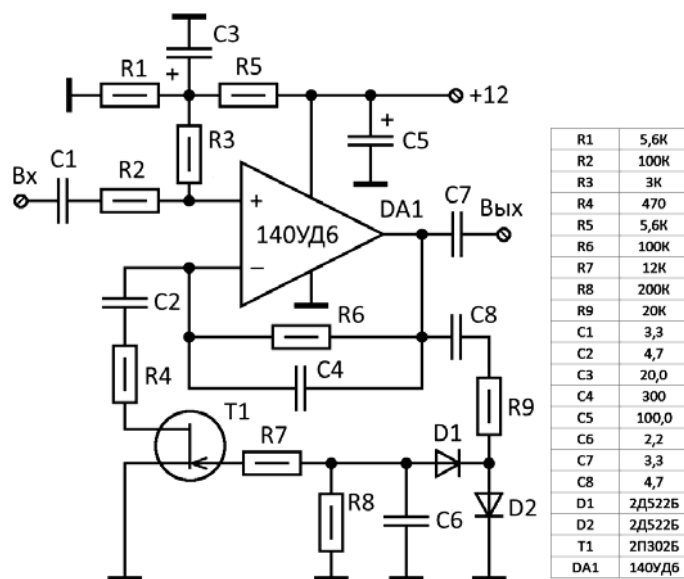 C3
R1
R5
+
+12
R3
+
C5
C1
R2
Вх
C7
DA1
Вых
+
140УД6
−
C2
C8
R6
R4
C4
R9
T1
R7
D1
R8
C6
D2
R1 5,6К
R2 100К
R3 3К
R4 470
R5 5,6К
R6 100К
R7 12К
R8 200К
R9 20К
C1 3,3
C2 4,7
C3 20,0
C4 300
C5 100,0
C6 2,2
C7 3,3
C8 4,7
D1 2Д522Б
D2 2Д522Б
T1 2П302Б
DA1 140УД6